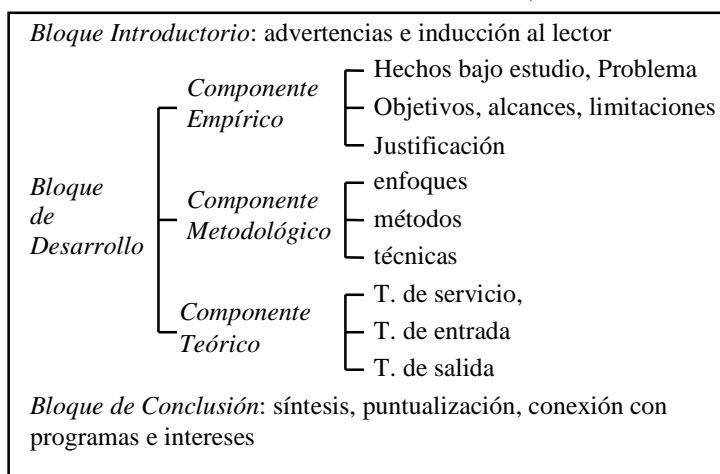 Bloque Introductorio: advertencias e inducción al lector
Bloque
de
Desarrollo
Componente
Empírico
Hechos bajo estudio, Problema
Objetivos, alcances, limitaciones
Justificación
Componente
Metodológico
enfoques
métodos
técnicas
Componente
Teórico
T. de servicio,
T. de entrada
T. de salida
Bloque de Conclusión: síntesis, puntualización, conexión con
programas e intereses